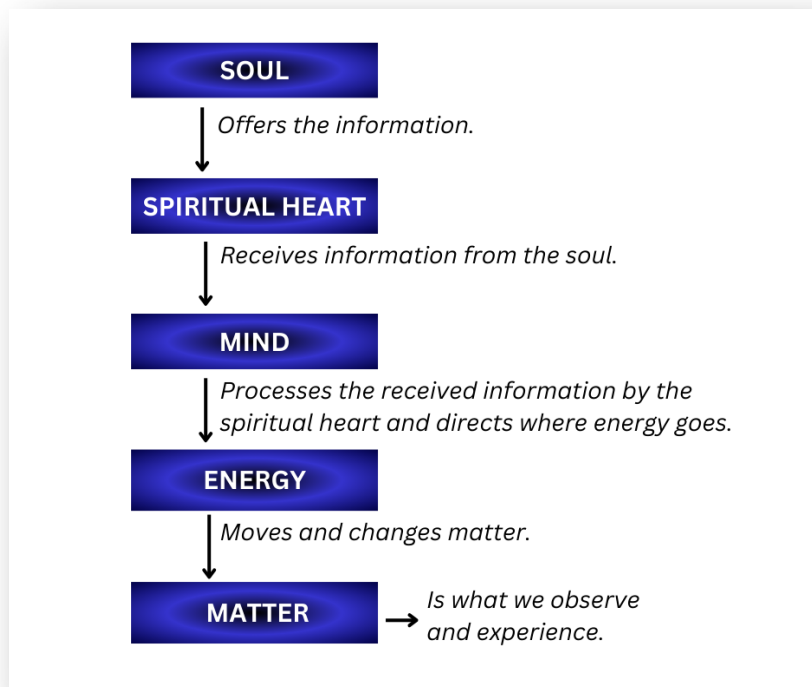 SOUL
Offers the information.
SPIRITUAL HEART
Receives information from the soul.
MIND
Processes the received information by the
spiritual heart and directs where energy goes.
ENERGY
Moves and changes matter.
MATTER
Is what we observe
and experience.